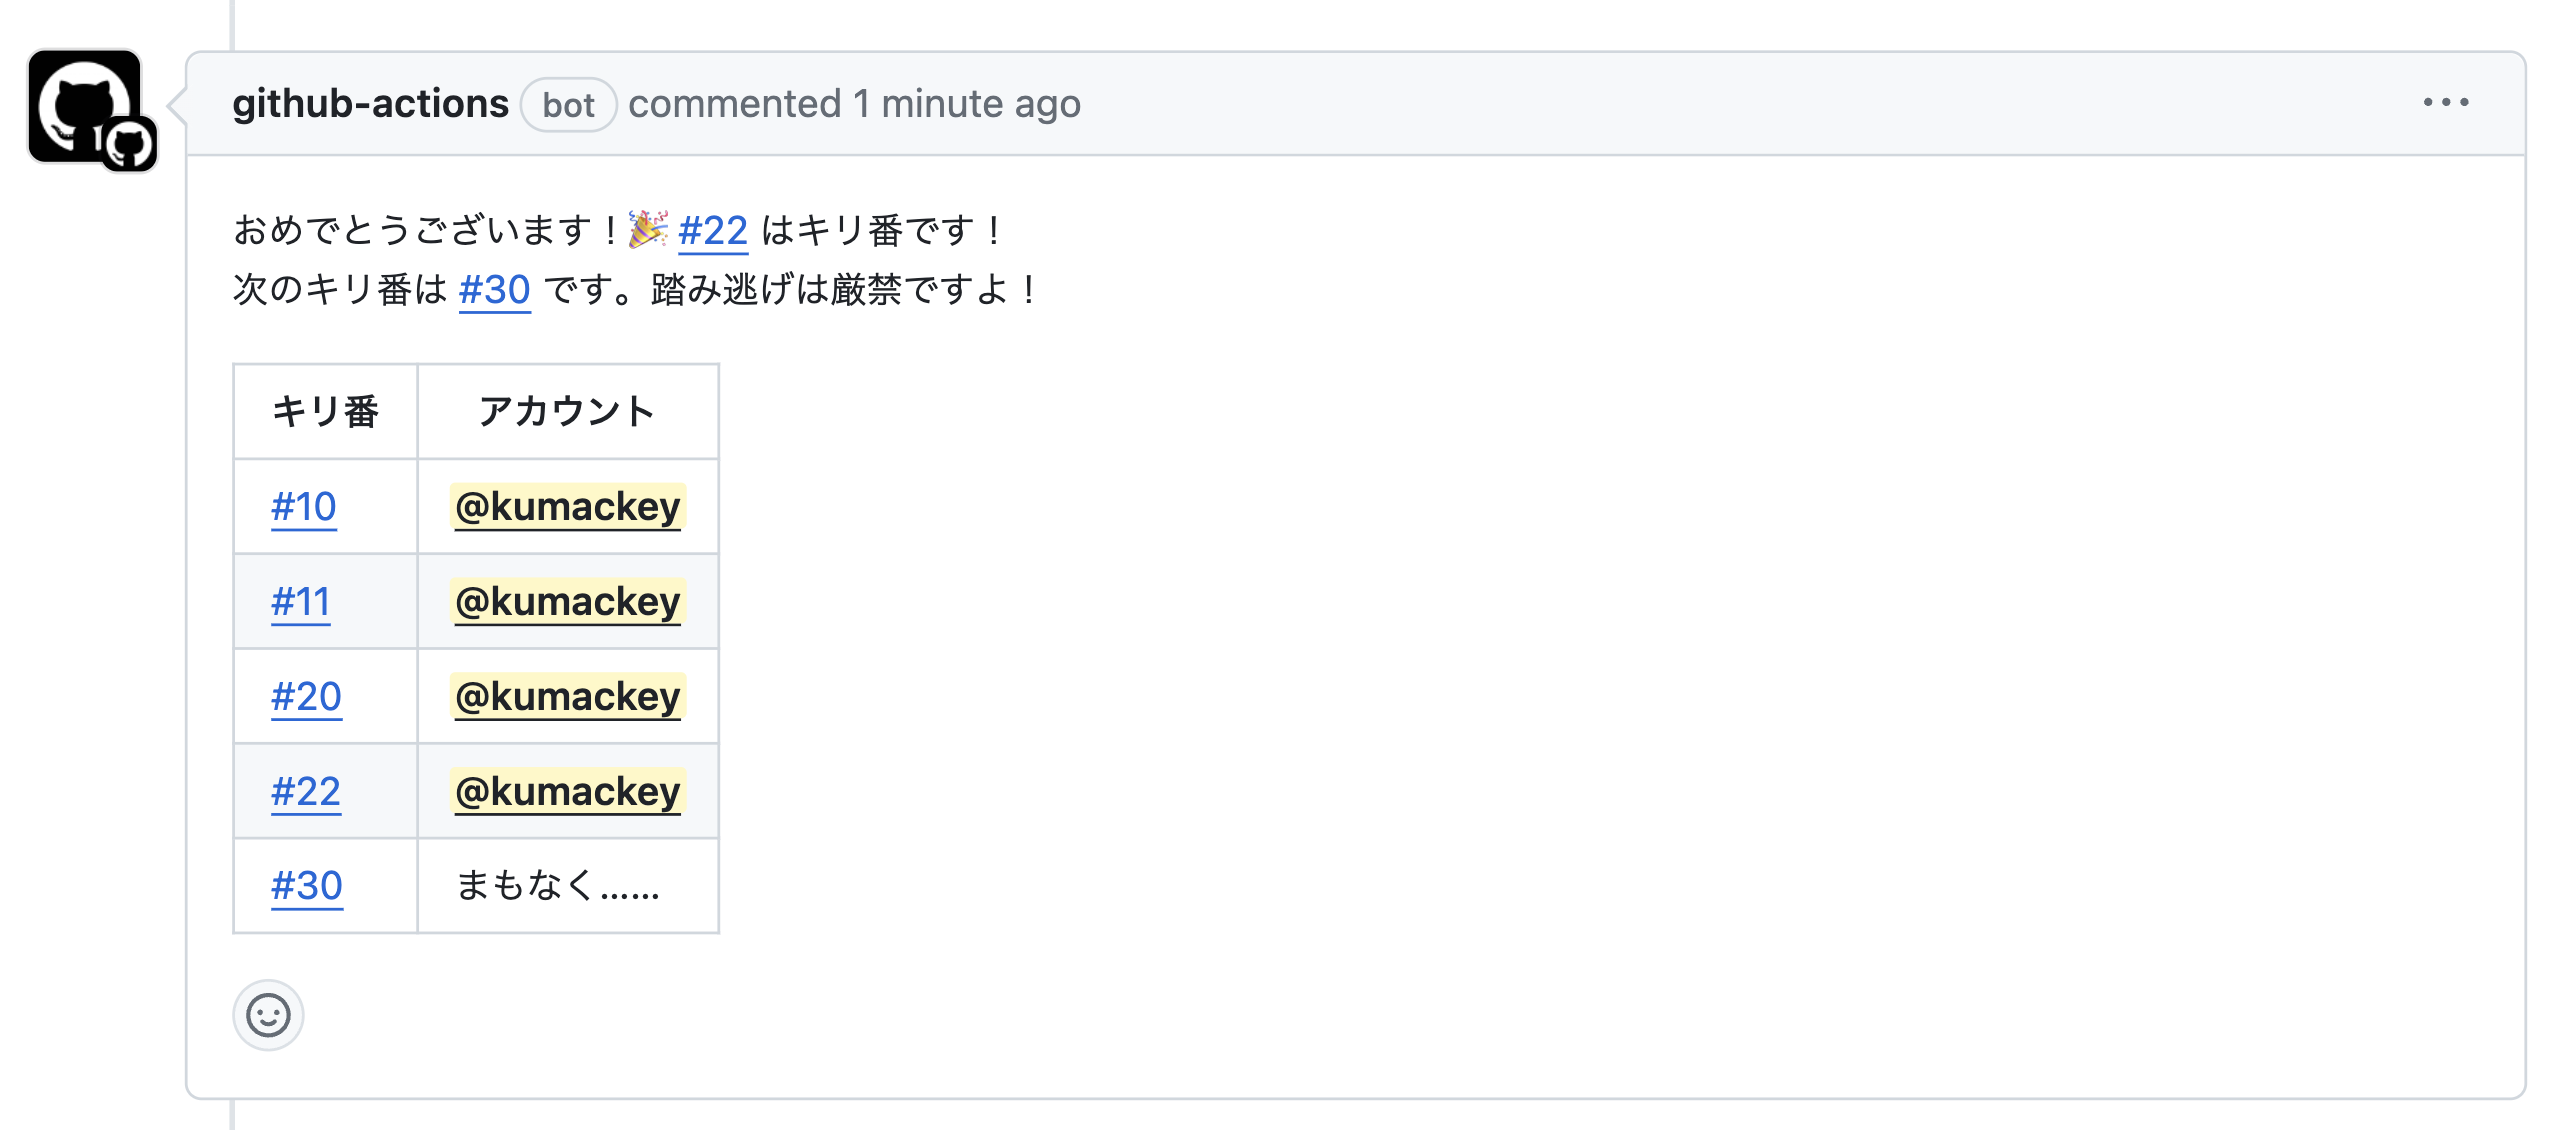 github-actions bot commented 1 minute ago
おめでとうございます！🎉 #22 はキリ番です！
次のキリ番は #30 です。踏み逃げは厳禁ですよ！
キリ番 アカウント
#10 @kumackey
#11 @kumackey
#20 @kumackey
#22 @kumackey
#30 まもなく……